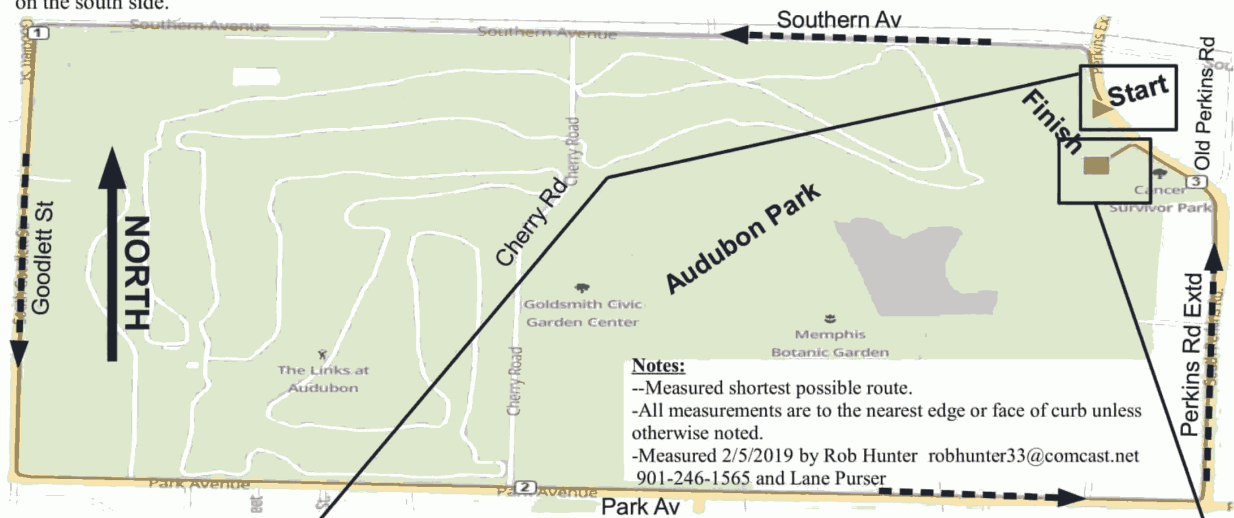 on the south side.
Southern Av
Southern Avenue
Southern Avenue
1
Perkins Ex
Start
Finish
Old Perkins Rd
Cherry Road
3
Cancer
Survivor Park
Cherry Rd
Audubon Park
Goodlett St
NORTH
Goldsmith Civic
Garden Center
Memphis
Botanic Garden
The Links at
Audubon
Cherry Road
Perkins Rd Extd
Notes:
--Measured shortest possible route.
-All measurements are to the nearest edge or face of curb unless
otherwise noted.
-Measured 2/5/2019 by Rob Hunter robhunter33@comcast.net
901-246-1565 and Lane Purser
Park Avenue
2
Park Avenue
Park Av